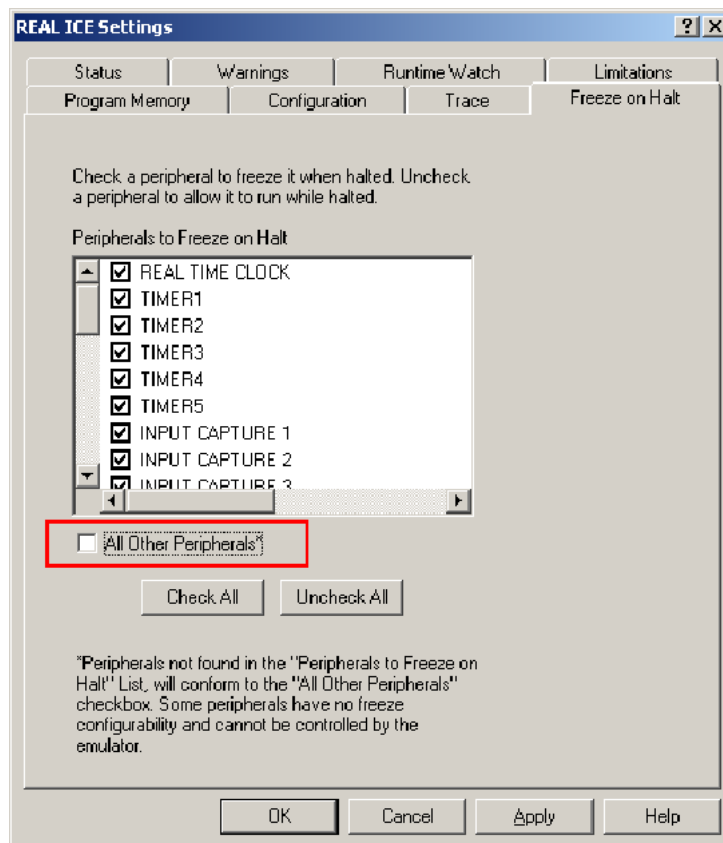 REAL ICE Settings
Status Warnings Runtime Watch Limitations
Program Memory Configuration Trace Freeze on Halt
Check a peripheral to freeze it when halted. Uncheck
a peripheral to allow it to run while halted.
Peripherals to Freeze on Halt
REAL TIME CLOCK
TIMER1
TIMER2
TIMER3
TIMER4
TIMER5
INPUT CAPTURE 1
INPUT CAPTURE 2
INPUT CAPTURE 3
All Other Peripherals*
Check All Uncheck All
*Peripherals not found in the "Peripherals to Freeze on
Halt" List, will conform to the "All Other Peripherals"
checkbox. Some peripherals have no freeze
configurability and cannot be controlled by the
emulator.
OK Cancel Apply Help